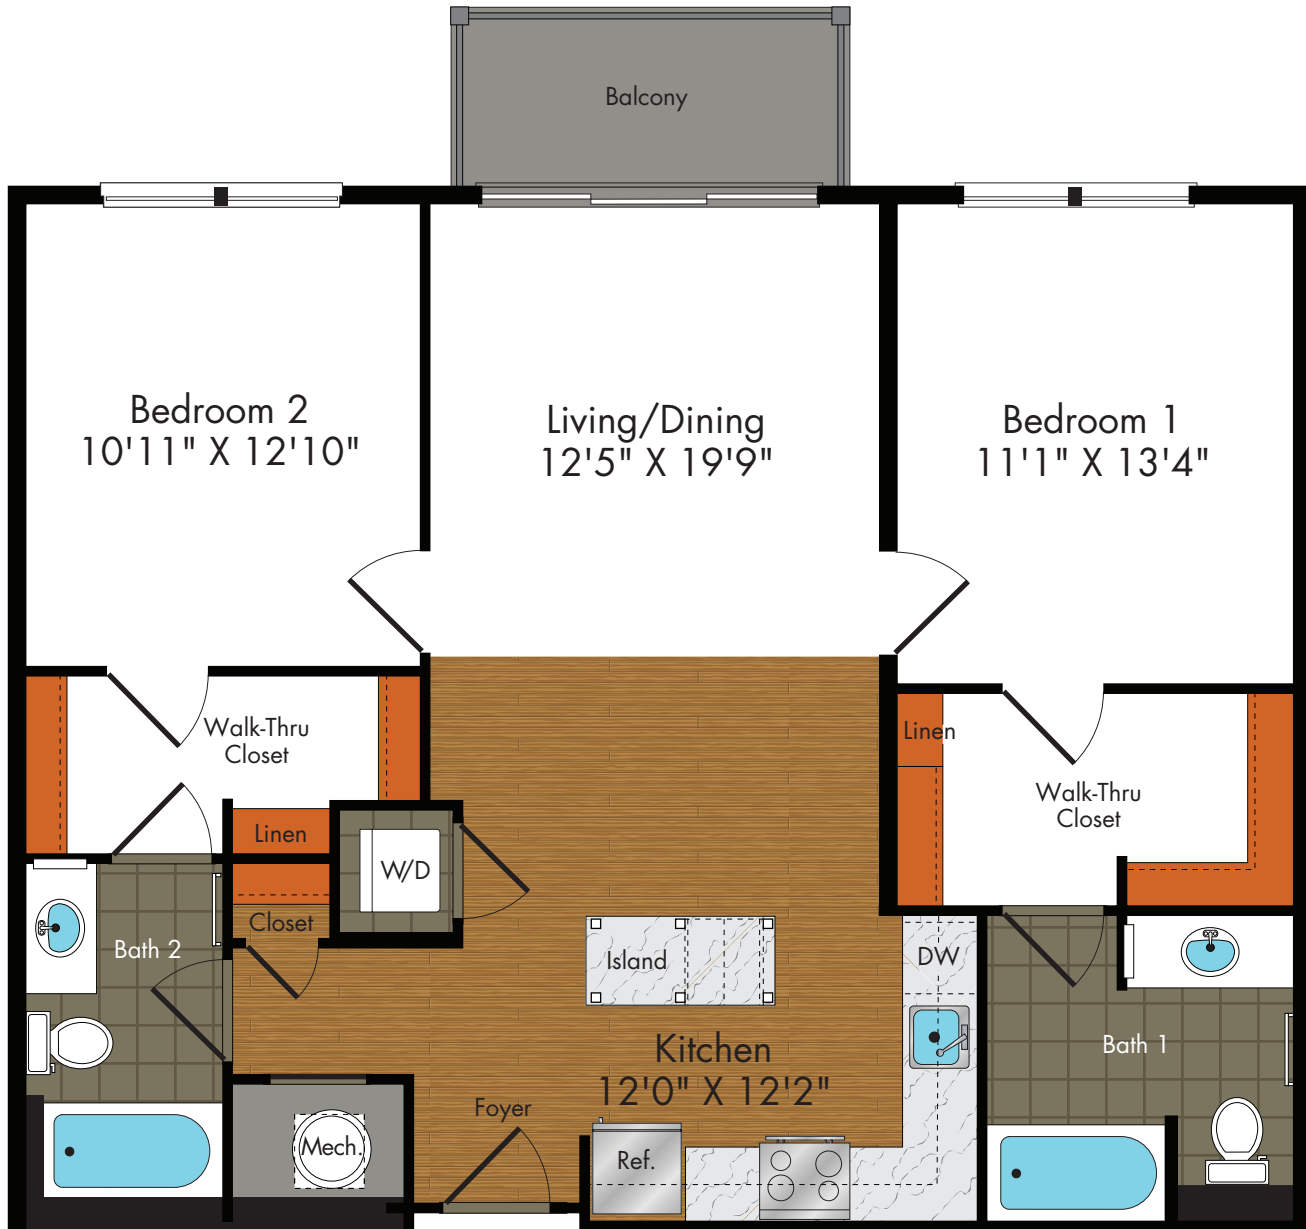 Balcony
Bedroom 2
10'11" X 12'10"
Living/Dining
12'5" X 19'9"
Bedroom 1
11'1" X 13'4"
Walk-Thru
Closet
Linen
Walk-Thru
Closet
Linen
W/D
Closet
Bath 2
Island
DW
Kitchen
12'0" X 12'2"
Bath 1
Foyer
Mech.
Ref.